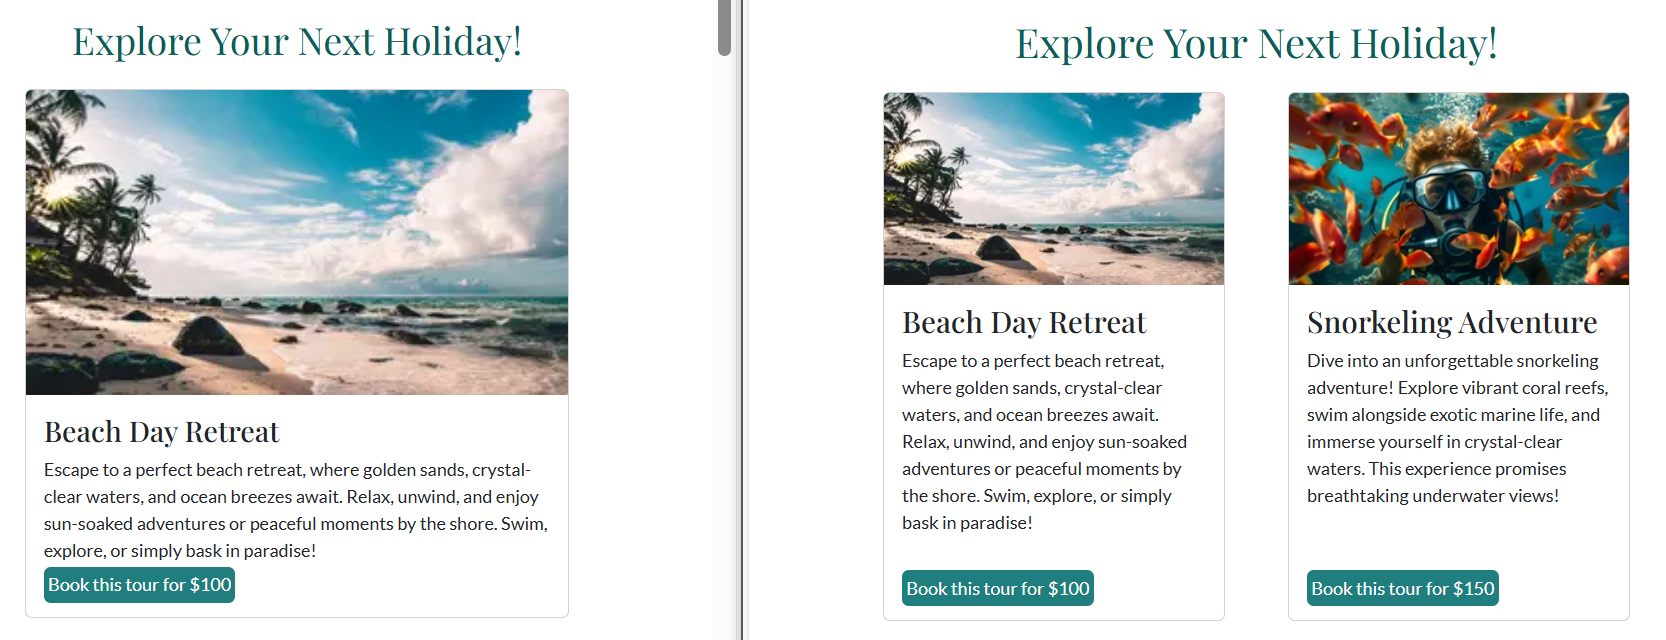 Explore Your Next Holiday!
Beach Day Retreat
Escape to a perfect beach retreat, where golden sands, crystal-
clear waters, and ocean breezes await. Relax, unwind, and enjoy
sun-soaked adventures or peaceful moments by the shore. Swim,
explore, or simply bask in paradise!
Book this tour for $100
Explore Your Next Holiday!
Beach Day Retreat
Escape to a perfect beach retreat,
where golden sands, crystal-clear
waters, and ocean breezes await.
Relax, unwind, and enjoy sun-soaked
adventures or peaceful moments by
the shore. Swim, explore, or simply
bask in paradise!
Book this tour for $100
Snorkeling Adventure
Dive into an unforgettable snorkeling
adventure! Explore vibrant coral reefs,
swim alongside exotic marine life, and
immerse yourself in crystal-clear
waters. This experience promises
breathtaking underwater views!
Book this tour for $150